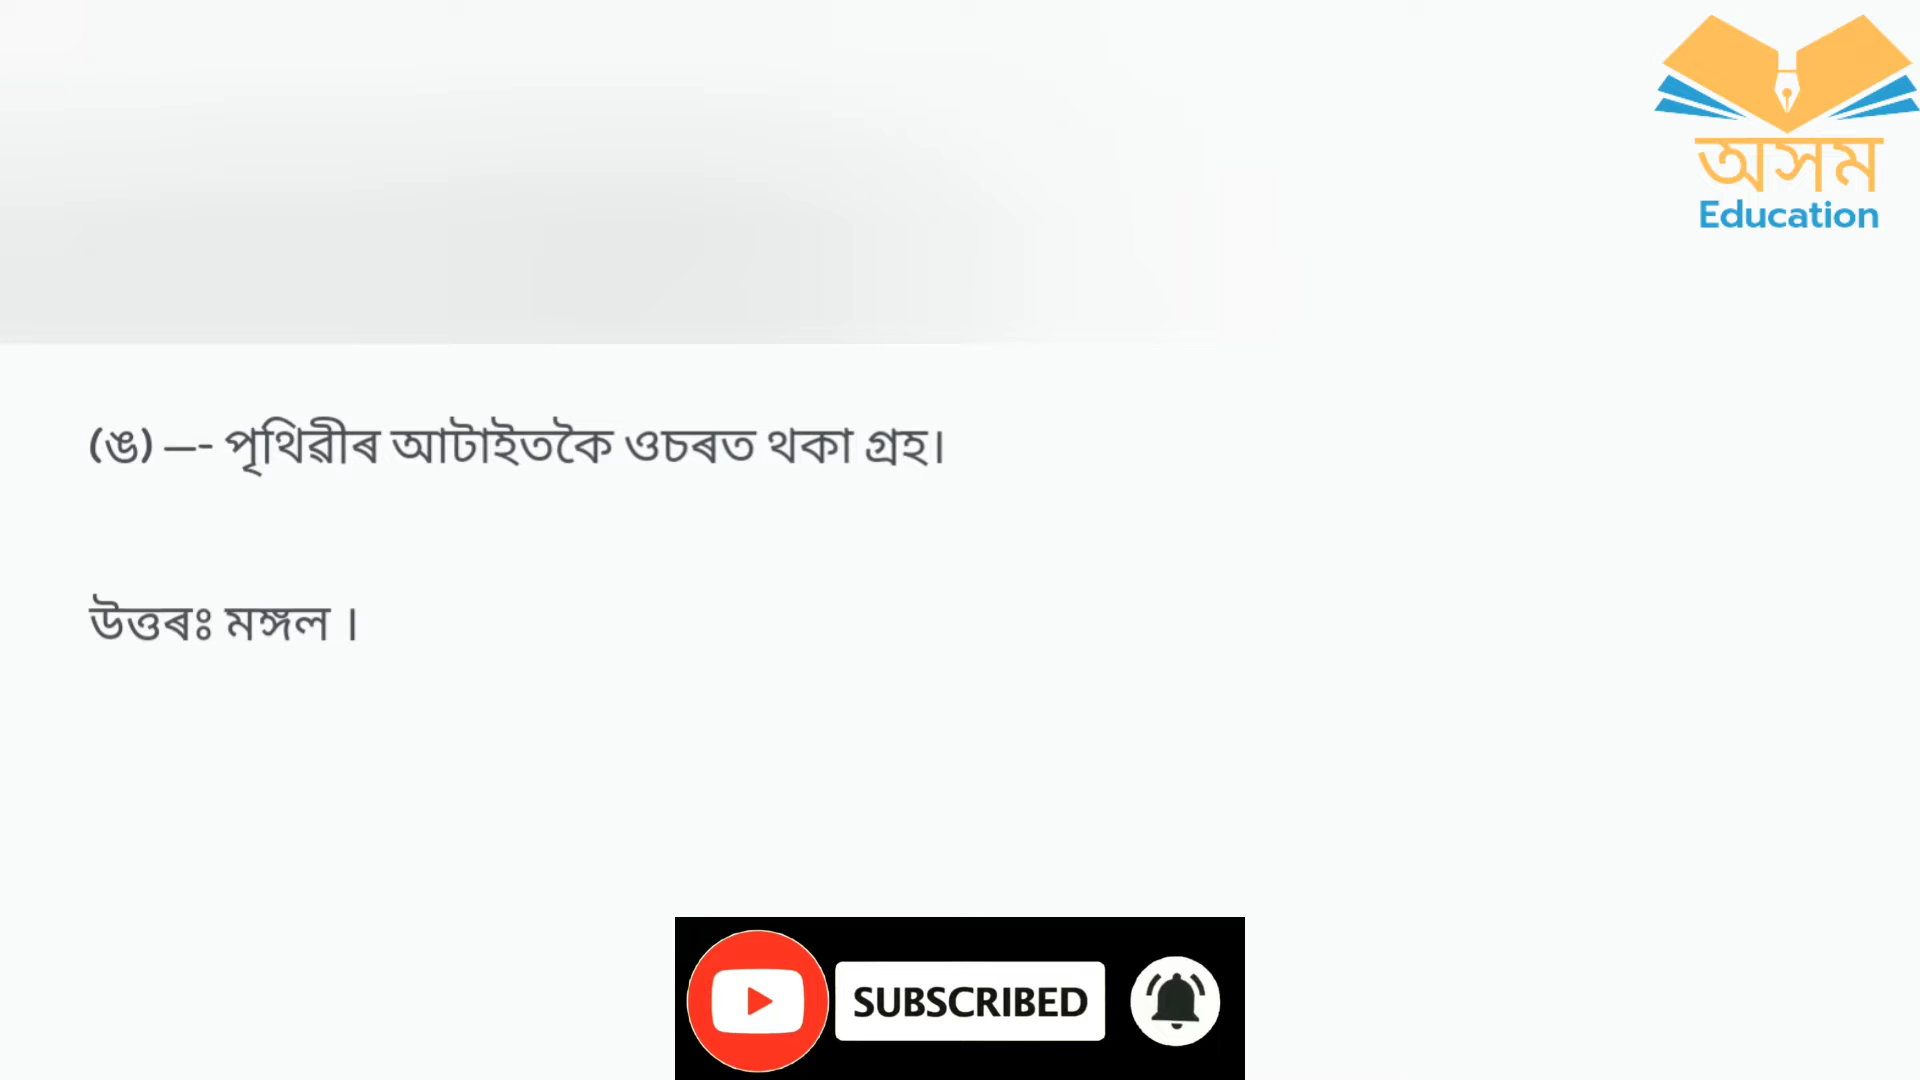 অসম
Education
(ঙ) —- পৃথিৱীৰ আটাইতকৈ ওচৰত থকা গ্ৰহ।
উত্তৰঃ মঙ্গল ।
SUBSCRIBED